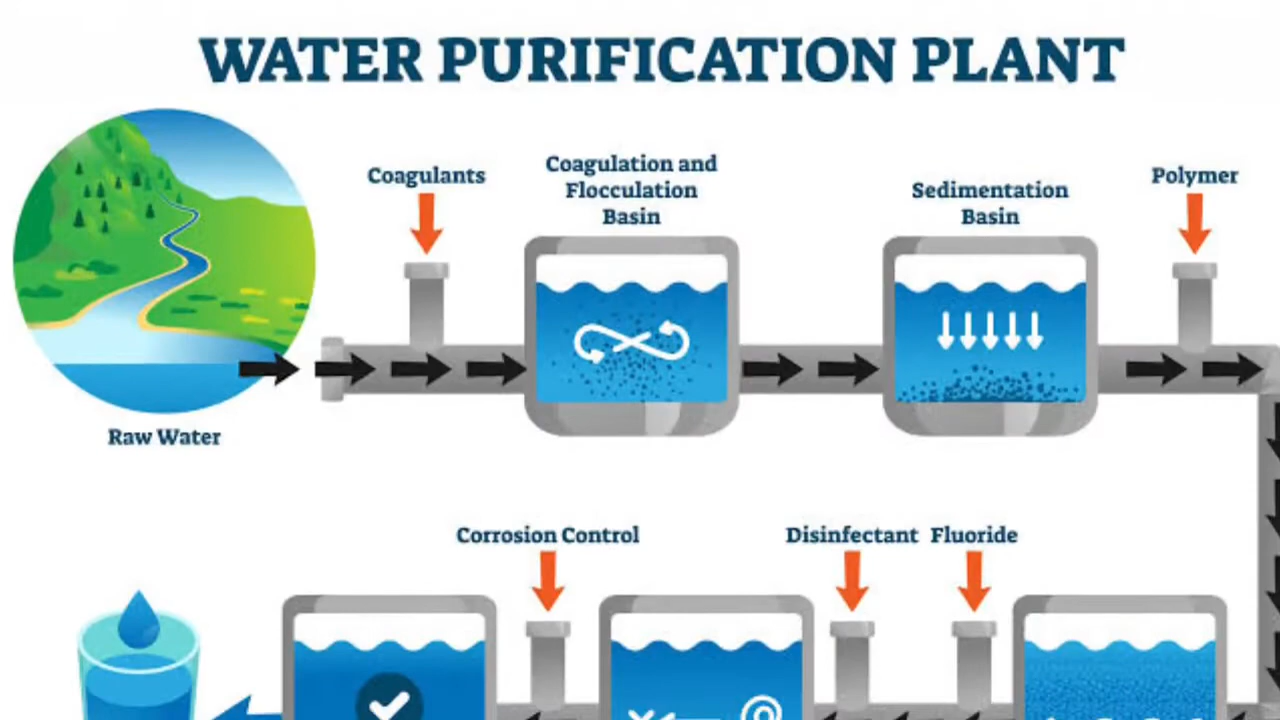 WATER PURIFICATION PLANT
Coagulants
Coagulation and
Flocculation
Basin
Sedimentation
Basin
Polymer
Raw Water
Corrosion Control
Disinfectant
Fluoride